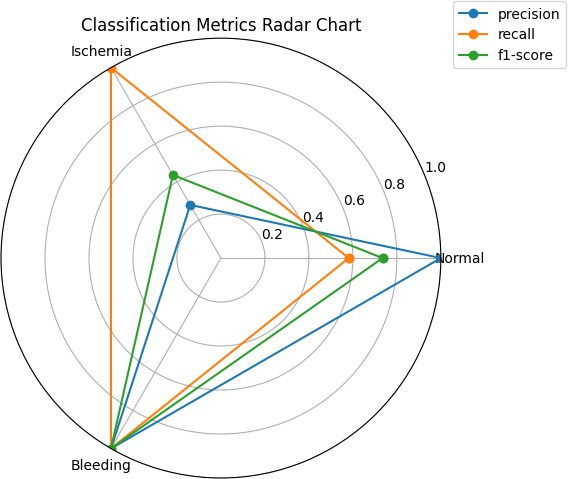 Classification Metrics Radar Chart
precision
recall
f1-score
Ischemia
1.0
0.8
0.6
0.4
0.2
Normal
Bleeding